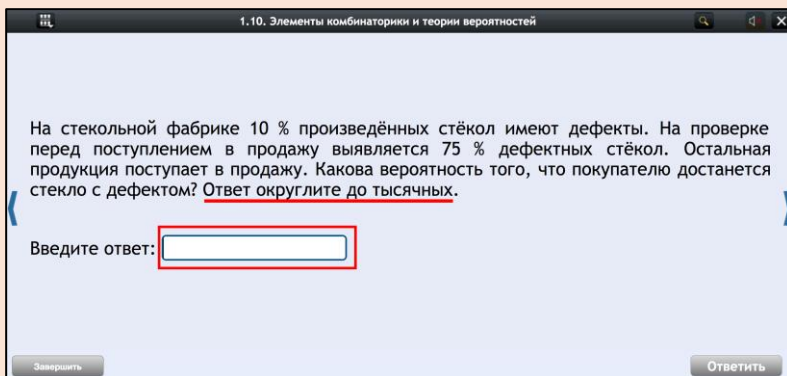 1.10. Элементы комбинаторики и теории вероятностей
На стекольной фабрике 10 % произведённых стёкол имеют дефекты. На проверке
перед поступлением в продажу выявляется 75 % дефектных стёкол. Остальная
продукция поступает в продажу. Какова вероятность того, что покупателю достанется
стекло с дефектом? Ответ округлите до тысячных.
Введите ответ:
Завершить
Ответить